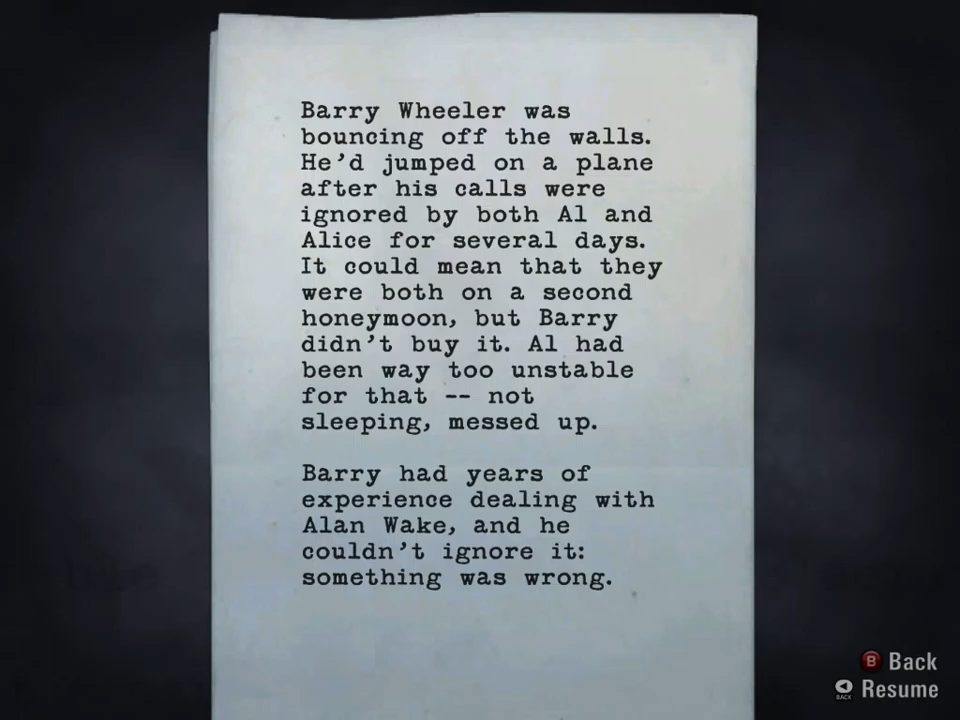 Barry Wheeler was
bouncing off the walls.
He'd jumped on a plane
after his calls were
ignored by both Al and
Alice for several days.
It could mean that they
were both on a second
honeymoon, but Barry
didn't buy it. Al had
been way too unstable
for that -- not
sleeping, messed up.
Barry had years of
experience dealing with
Alan Wake, and he
couldn't ignore it:
something was wrong.
B Back
BACK Resume